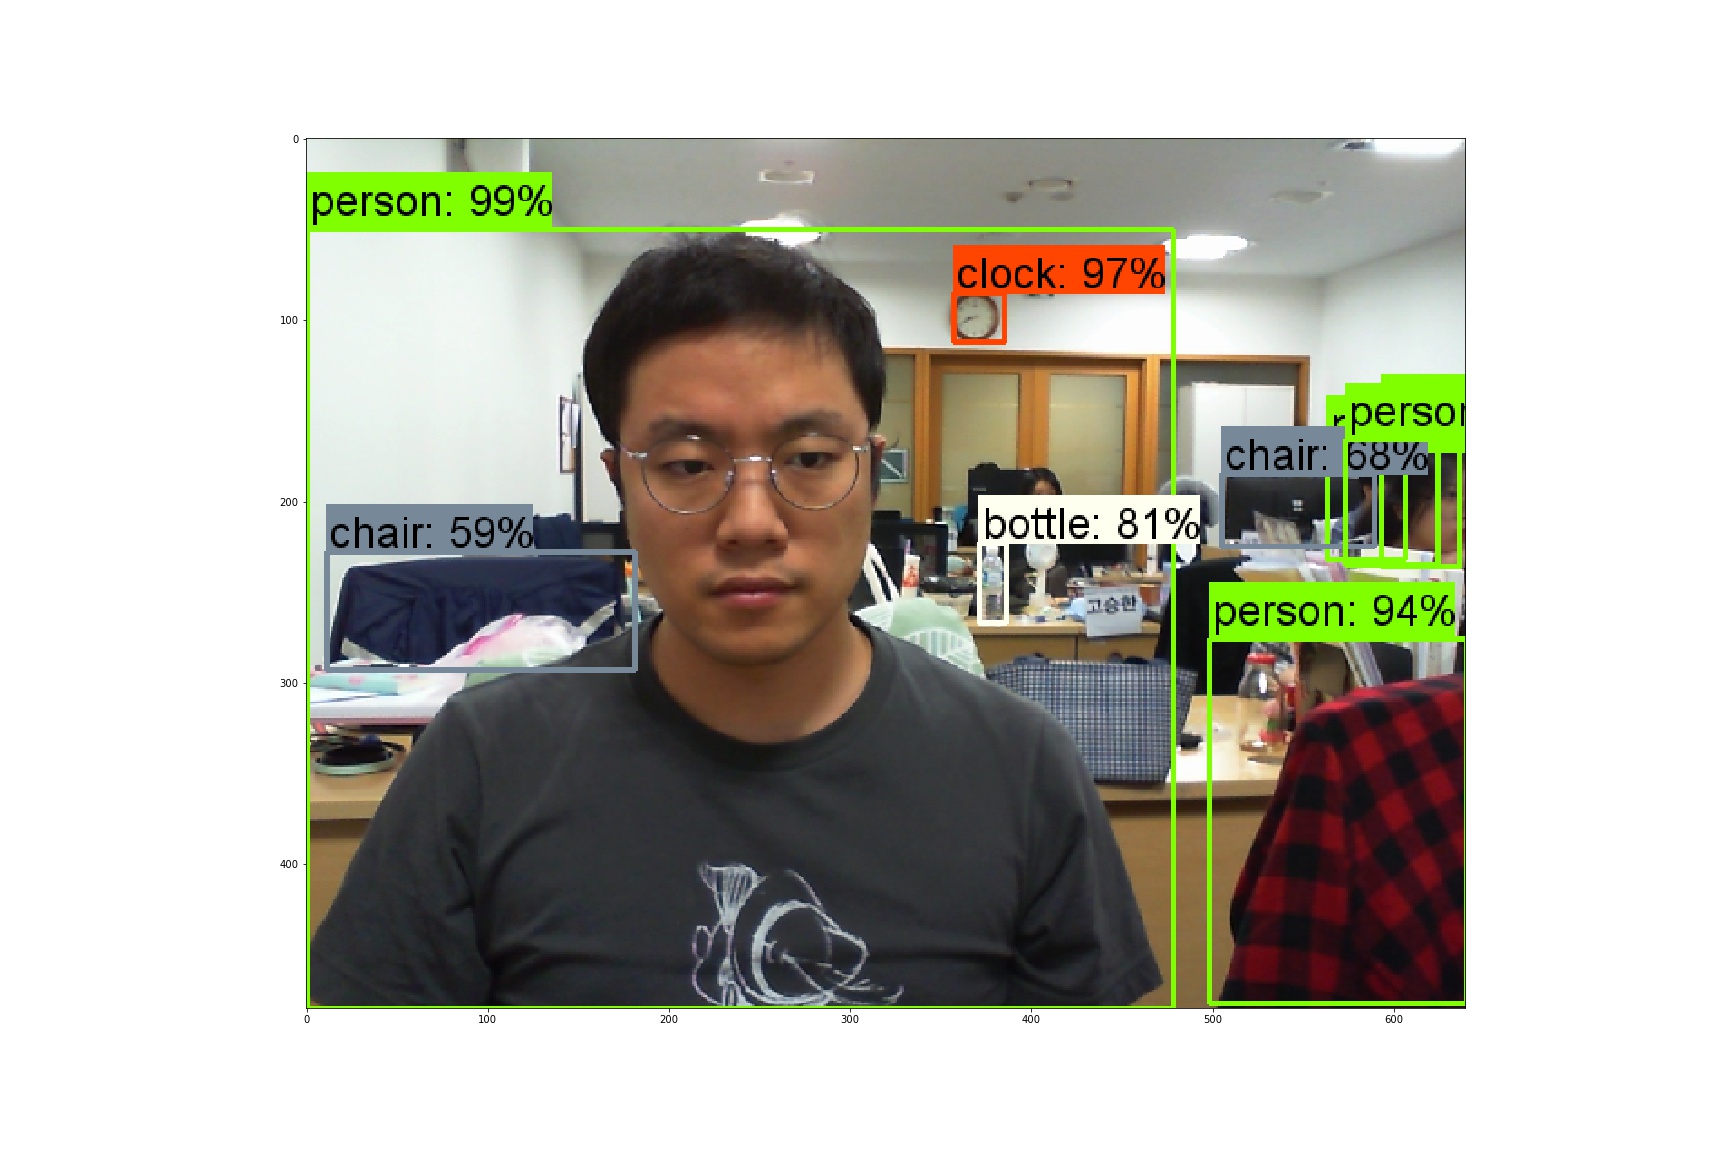 0
person: 99%
clock: 97%
100
person
chair: 68%
200
bottle: 81%
chair: 59%
고승한
person: 94%
300
400
0 100 200 300 400 500 600